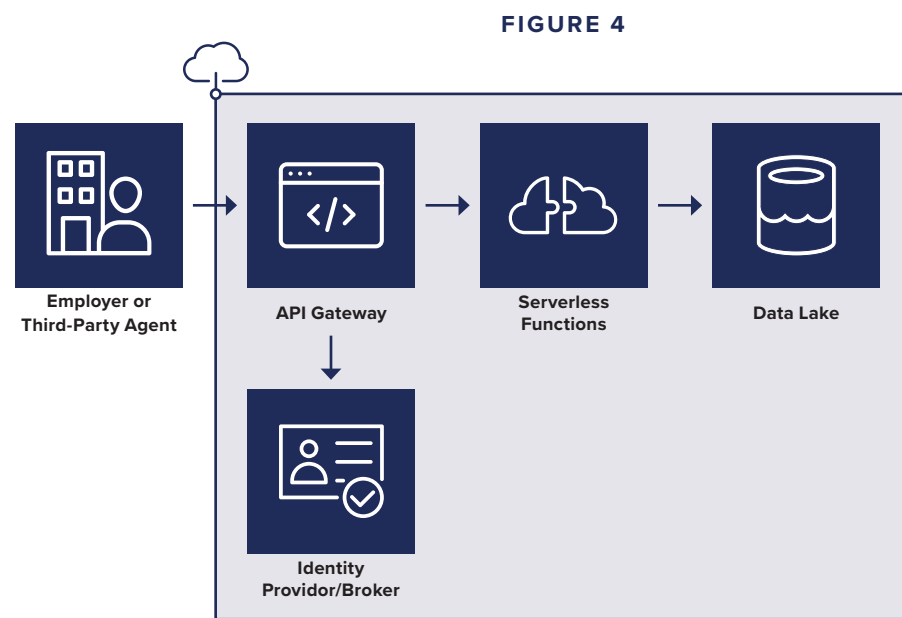 FIGURE 4
Employer or
Third-Party Agent
API Gateway
</>
Serverless
Functions
Data Lake
Identity
Providor/Broker